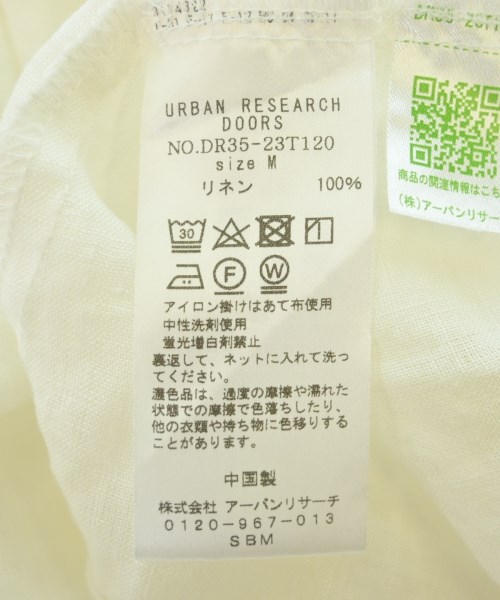 URBAN RESEARCH
DOORS
NO.DR35-23T120
size M
リネン 100%
30
F
W
アイロン掛けはあて布使用
中性洗剤使用
蛍光増白剤禁止
裏返して、ネットに入れて洗っ
てください。
濃色品は、過度の摩擦や濡れた
状態での摩擦で色落ちしたり、
他の衣類や持ち物に色移りする
ことがあります。
中国製
株式会社 アーバンリサーチ
0120-967-013
SBM
商品の関連情報はこち
(株)アーバンリサー